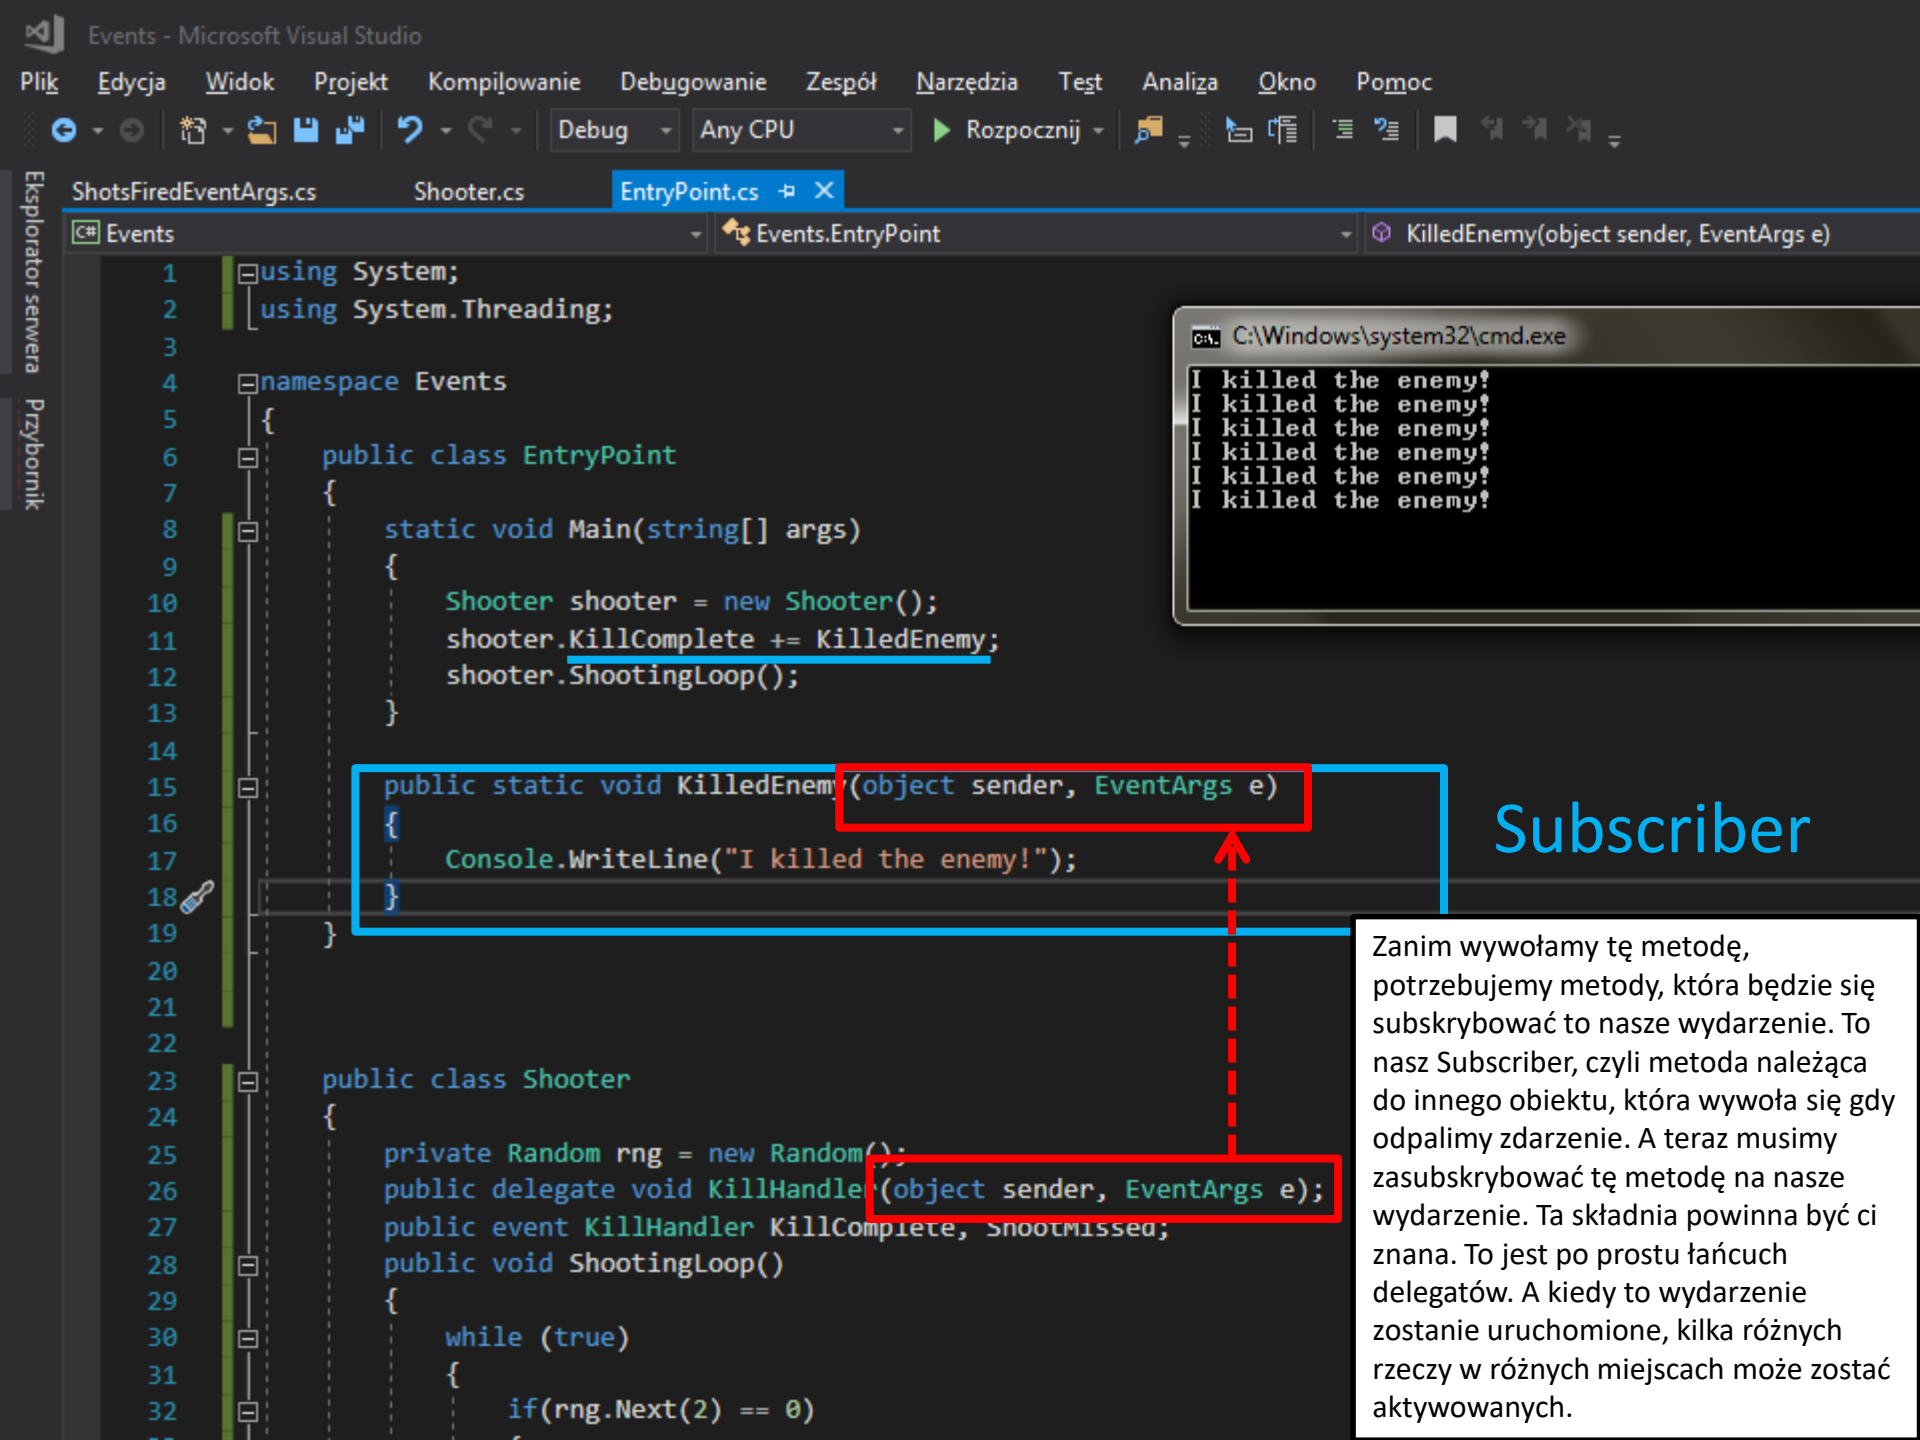 Events - Microsoft Visual Studio
Plik Edycja Widok Projekt Kompilowanie Debugowanie Zespół Narzędzia Test Analiza Okno Pomoc
Debug Any CPU Rozpocznij
Eksplorator serwera
Przybornik
ShotsFiredEventArgs.cs Shooter.cs EntryPoint.cs
C# Events Events.EntryPoint KilledEnemy(object sender, EventArgs e)
1 using System;
2 using System.Threading;
3
4 namespace Events
5 {
6 public class EntryPoint
7 {
8 static void Main(string[] args)
9 {
10 Shooter shooter = new Shooter();
11 shooter.KillComplete += KilledEnemy;
12 shooter.ShootingLoop();
13 }
14
15 public static void KilledEnemy(object sender, EventArgs e)
16 {
17 Console.WriteLine("I killed the enemy!");
18 }
19 }
20
21
22
23 public class Shooter
24 {
25 private Random rng = new Random();
26 public delegate void KillHandler(object sender, EventArgs e);
27 public event KillHandler KillComplete, ShootMissed;
28 public void ShootingLoop()
29 {
30 while (true)
31 {
32 if(rng.Next(2) == 0)
C:\Windows\system32\cmd.exe
I killed the enemy!
I killed the enemy!
I killed the enemy!
I killed the enemy!
I killed the enemy!
I killed the enemy!
Subscriber
Zanim wywołamy tę metodę,
potrzebujemy metody, która będzie się
subskrybować to nasze wydarzenie. To
nasz Subscriber, czyli metoda należąca
do innego obiektu, która wywoła się gdy
odpalimy zdarzenie. A teraz musimy
zasubskrybować tę metodę na nasze
wydarzenie. Ta składnia powinna być ci
znana. To jest po prostu łańcuch
delegatów. A kiedy to wydarzenie
zostanie uruchomione, kilka różnych
rzeczy w różnych miejscach może zostać
aktywowanych.